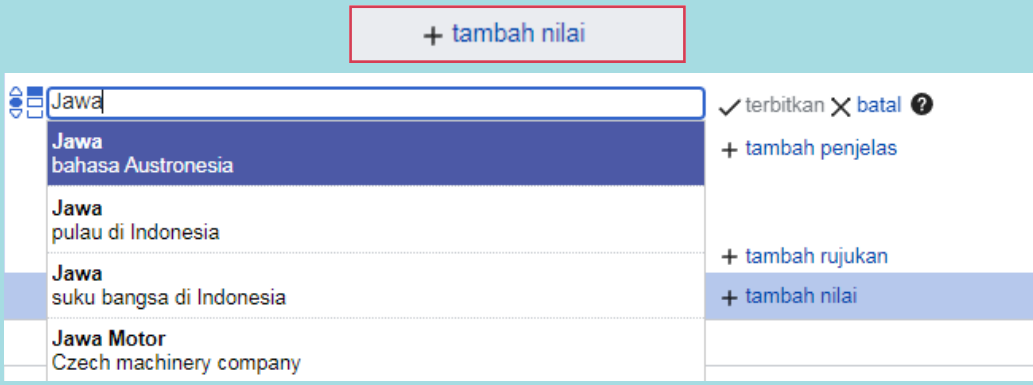 + tambah nilai
Jawa
terbitkan batal ?
Jawa
bahasa Austronesia
+ tambah penjelas
Jawa
pulau di Indonesia
+ tambah rujukan
Jawa
suku bangsa di Indonesia
+ tambah nilai
Jawa Motor
Czech machinery company